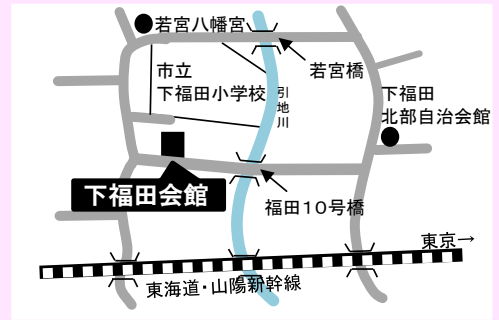 若宮八幡宮
若宮橋
市立
下福田小学校
引地川
下福田
北部自治会館
下福田会館
福田10号橋
東京→
東海道・山陽新幹線